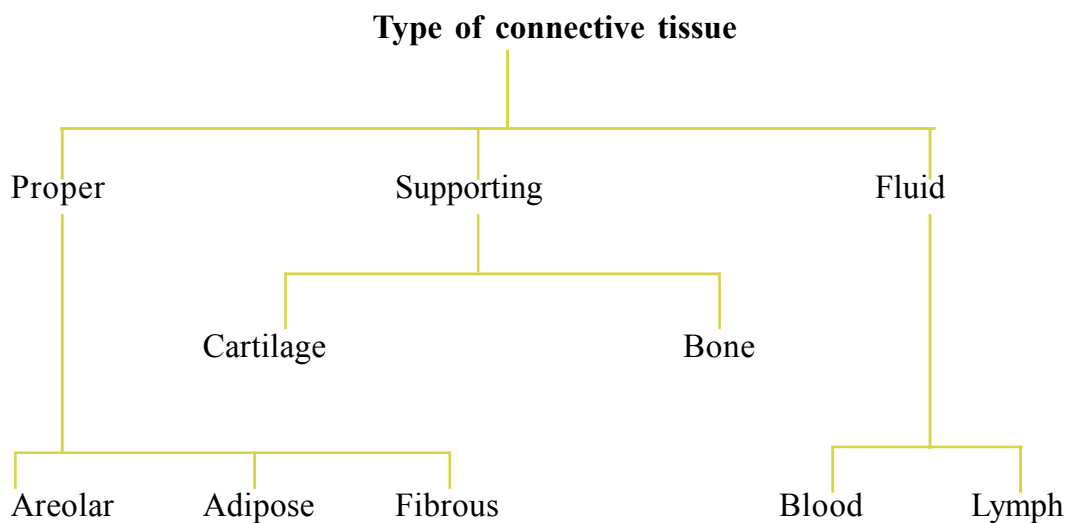 Type of connective tissue
Proper Supporting Fluid
Cartilage Bone
Areolar Adipose Fibrous Blood Lymph